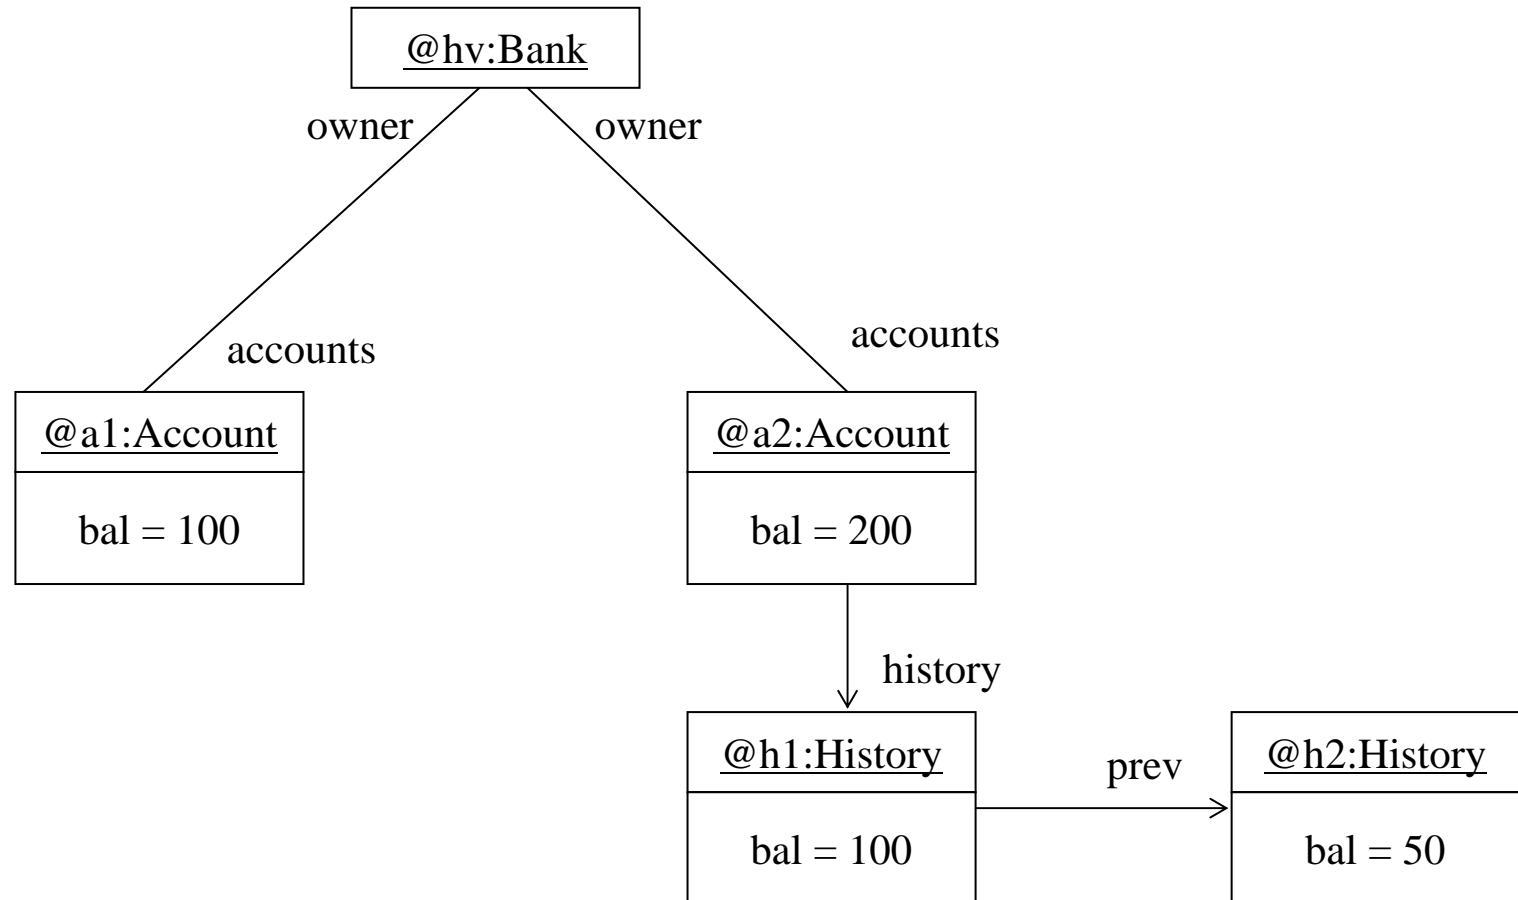 @hv:Bank
owner
owner
accounts
accounts
@a1:Account
bal = 100
@a2:Account
bal = 200
history
@h1:History
bal = 100
prev
@h2:History
bal = 50